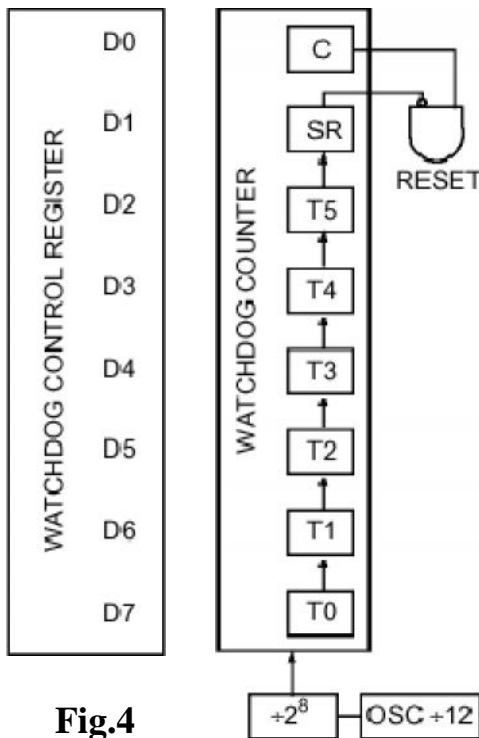 WATCHDOG CONTROL REGISTER
D0
D1
D2
D3
D4
D5
D6
D7
WATCHDOG COUNTER
C
SR
T5
T4
T3
T2
T1
T0
RESET
÷2⁸
OSC ÷12
Fig.4